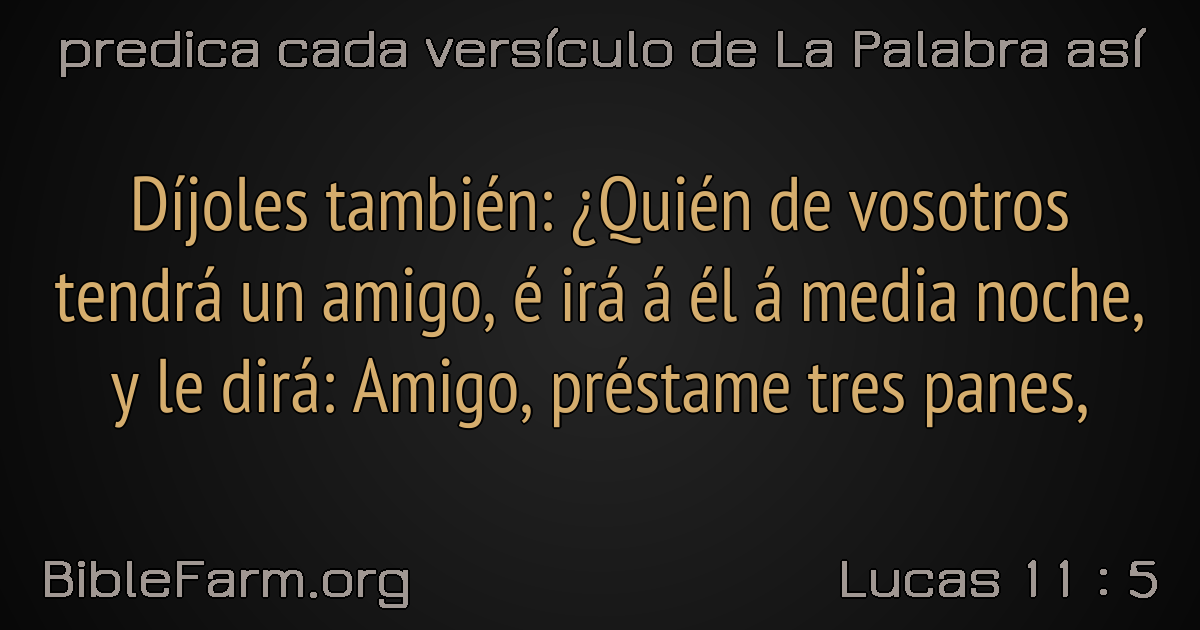 predica cada versículo de La Palabra así
Díjoles también: ¿Quién de vosotros
tendrá un amigo, é irá á él á media noche,
y le dirá: Amigo, préstame tres panes,
BibleFarm.org
Lucas 11 : 5